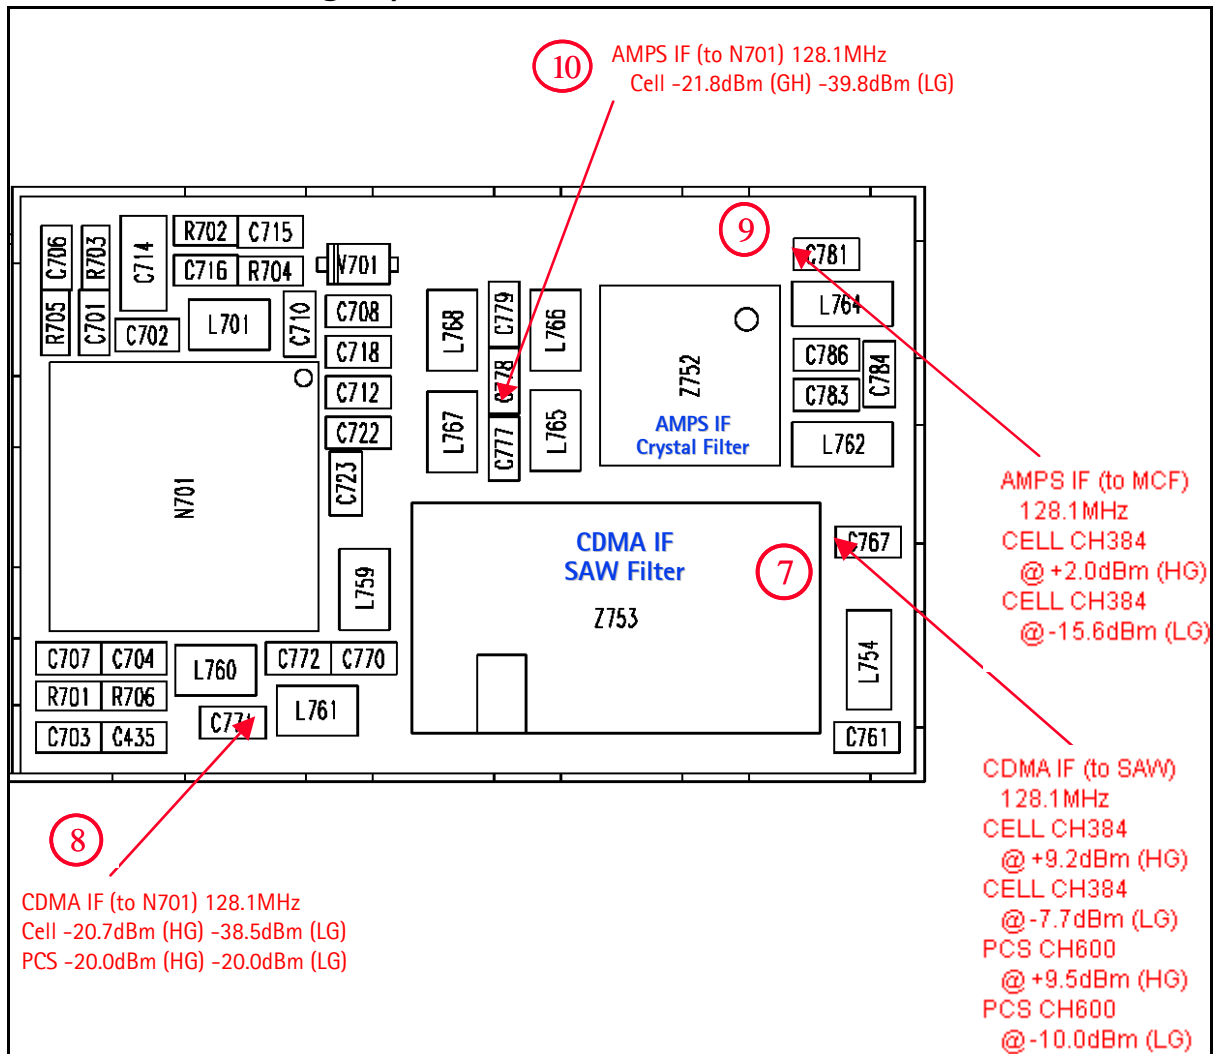 10
AMPS IF (to N701) 128.1MHz
Cell -21.8dBm (GH) -39.8dBm (LG)
9
C706
R703
C714
R702
C715
C716
R704
V701
R705
C701
C702
L701
C710
C708
C718
C712
C722
C723
L768
C779
L766
C778
L767
C777
L765
Z752
AMPS IF
Crystal Filter
C781
L764
C786
C784
C783
L762
N701
CDMA IF
SAW Filter
7
Z753
C767
L759
L754
C761
C707
C704
L760
C772
C770
R701
R706
L761
C703
C435
AMPS IF (to MCF)
128.1MHz
CELL CH384
@ +2.0dBm (HG)
CELL CH384
@ -15.6dBm (LG)
CDMA IF (to SAW)
128.1MHz
CELL CH384
@ +9.2dBm (HG)
CELL CH384
@ -7.7dBm (LG)
PCS CH600
@ +9.5dBm (HG)
PCS CH600
@ -10.0dBm (LG)
8
CDMA IF (to N701) 128.1MHz
Cell -20.7dBm (HG) -38.5dBm (LG)
PCS -20.0dBm (HG) -20.0dBm (LG)